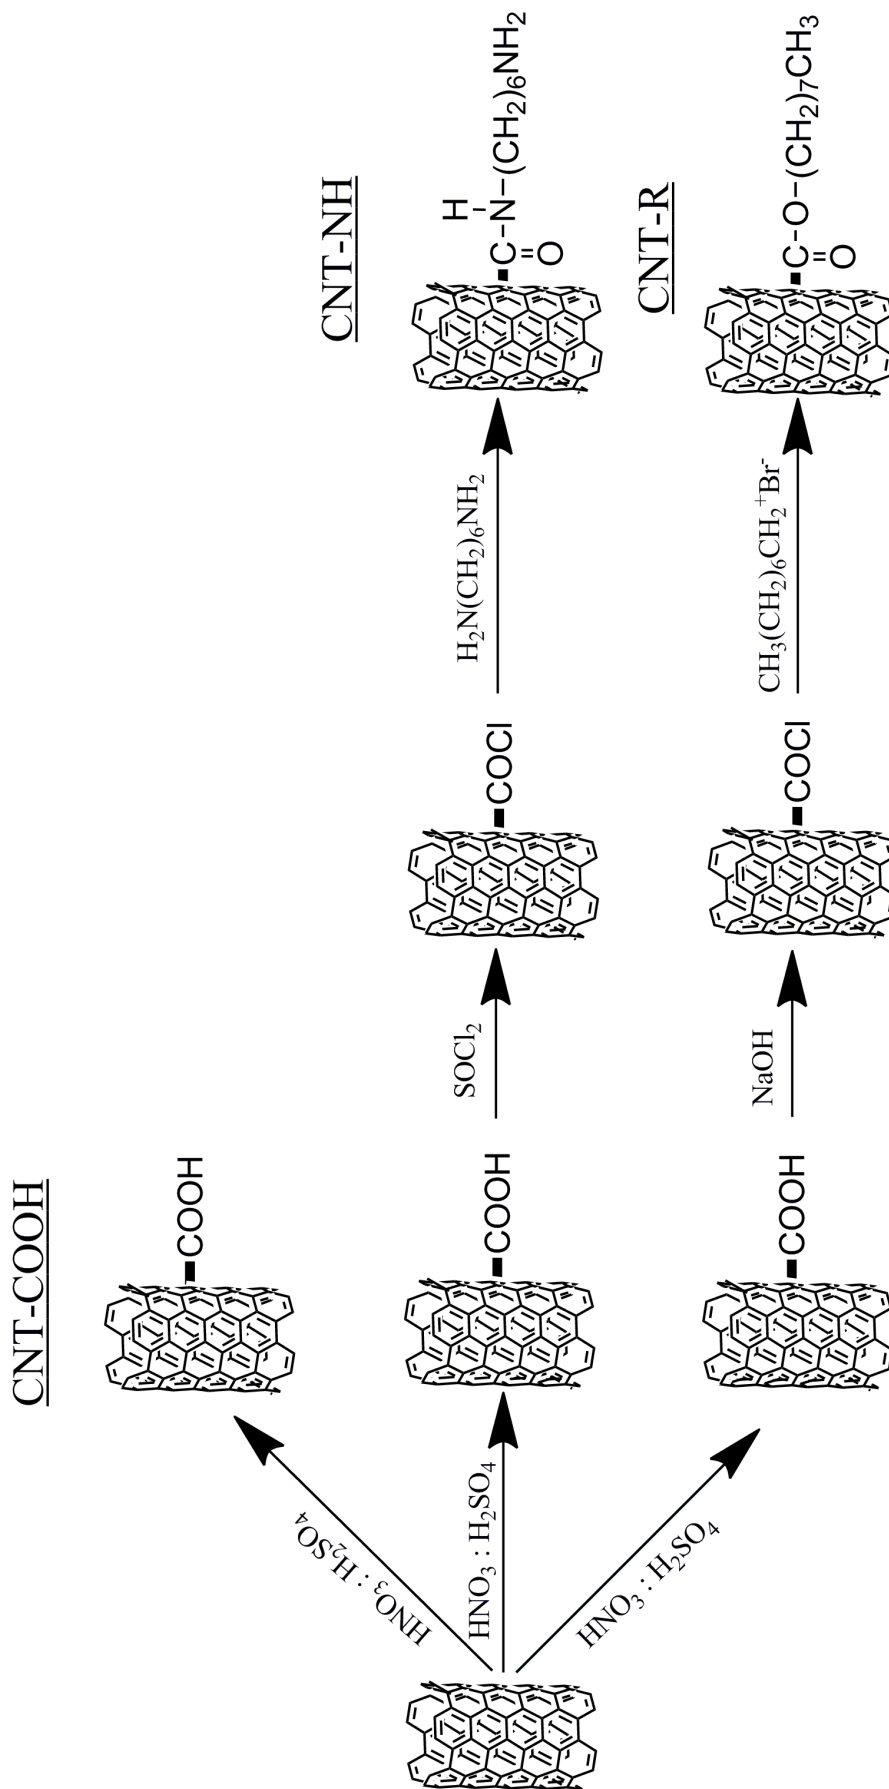 CNT-COOH
HNO₃ : H₂SO₄
COOH
HNO₃ : H₂SO₄
COOH
SOCl₂
COCl
H₂N(CH₂)₆NH₂
CNT-NH
H
C-N-(CH₂)₆NH₂
O
HNO₃ : H₂SO₄
COOH
NaOH
COCl
CH₃(CH₂)₆CH₂⁺Br⁻
CNT-R
C-O-(CH₂)₇CH₃
O